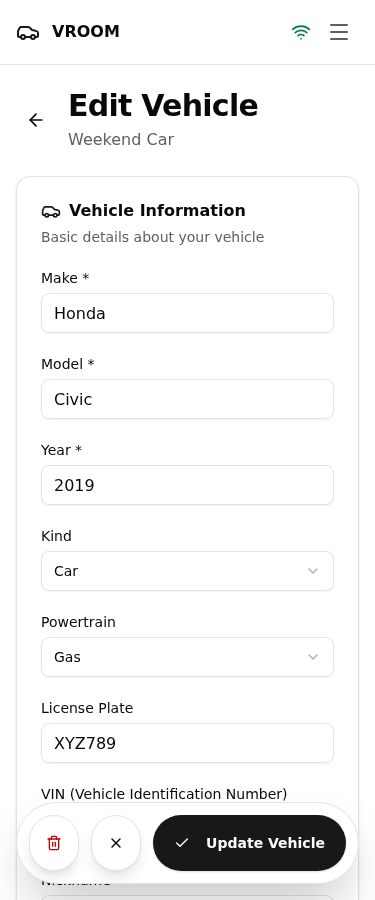 VROOM
Edit Vehicle
Weekend Car
Vehicle Information
Basic details about your vehicle
Make *
Honda
Model *
Civic
Year *
2019
Kind
Car
Powertrain
Gas
License Plate
XYZ789
VIN (Vehicle Identification Number)
Update Vehicle
Nickname